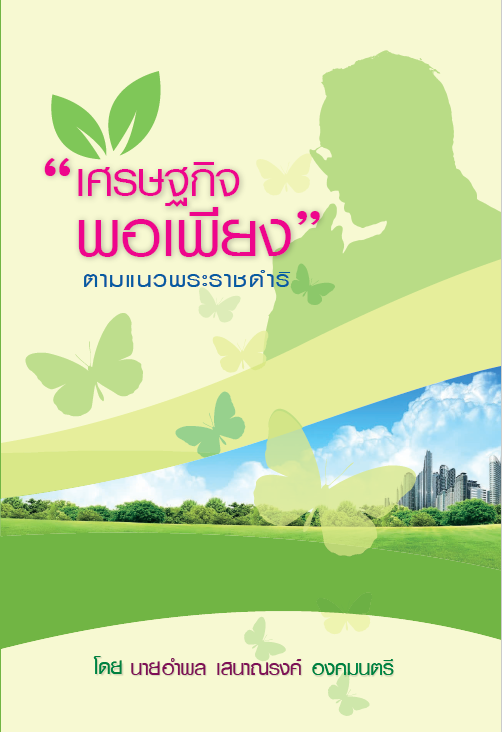 “เศรษฐกิจ
พอเพียง”
ตามแนวพระราชดำริ
โดย นายอำพล เสนาณรงค์ องคมนตรี